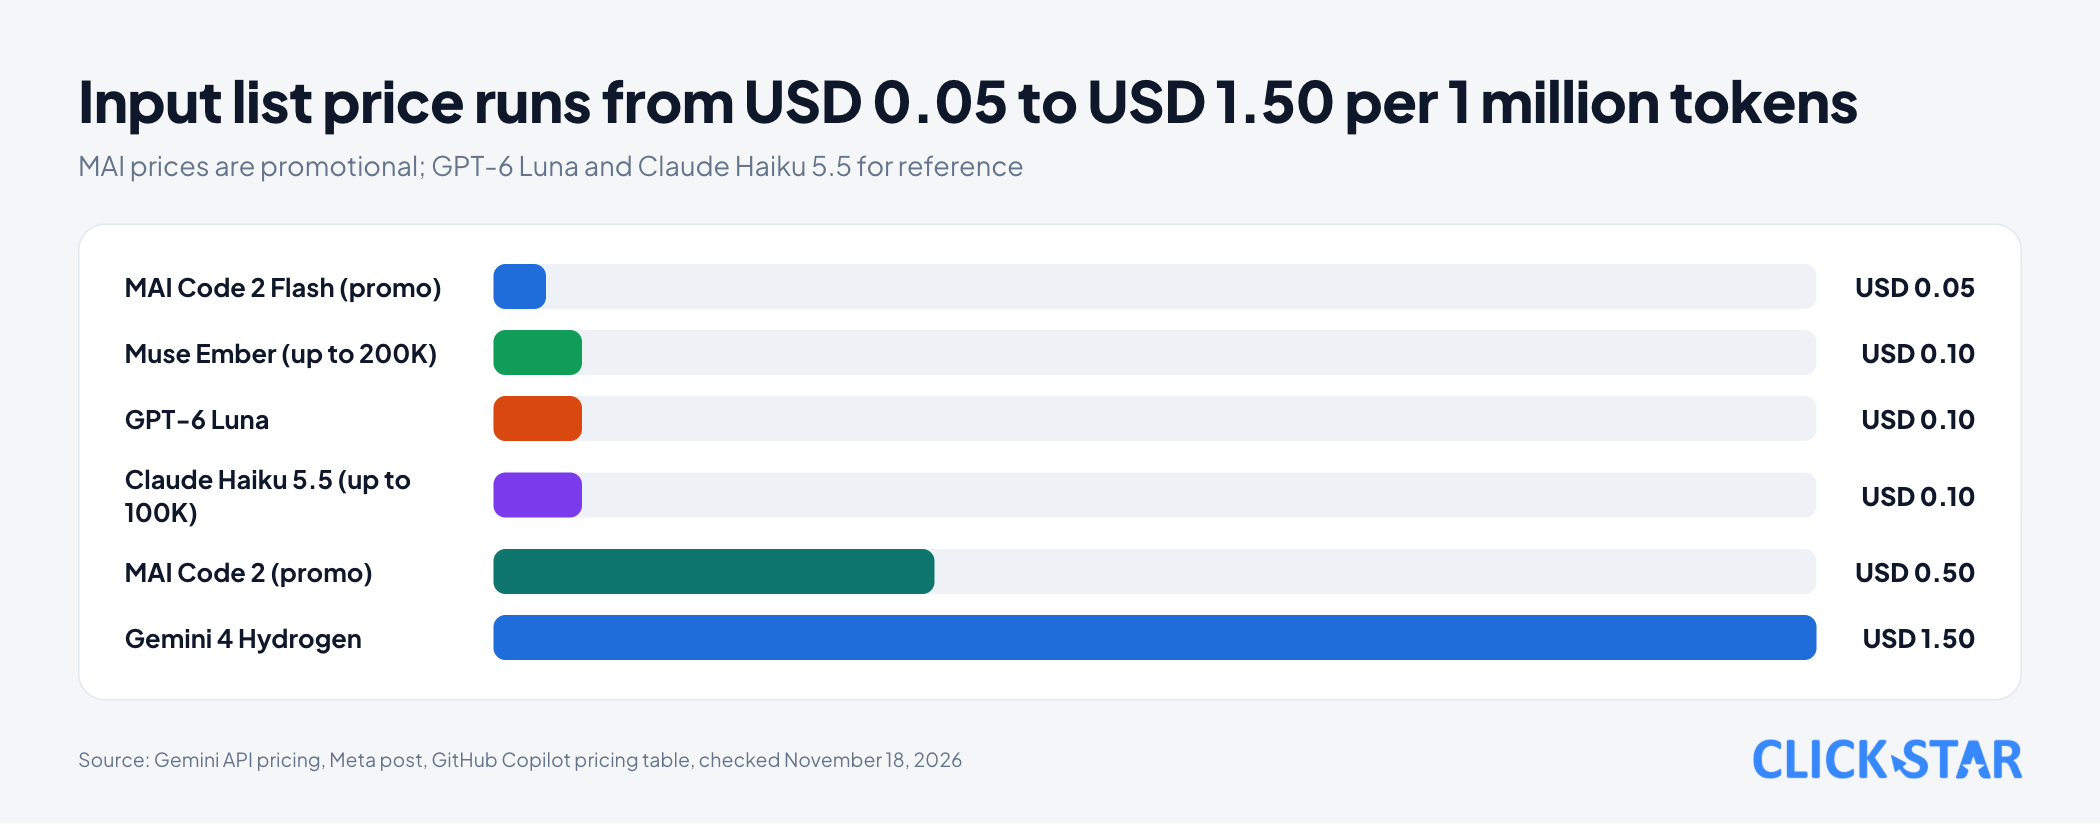 Input list price runs from USD 0.05 to USD 1.50 per 1 million tokens
MAI prices are promotional; GPT-6 Luna and Claude Haiku 5.5 for reference
MAI Code 2 Flash (promo) USD 0.05
Muse Ember (up to 200K) USD 0.10
GPT-6 Luna USD 0.10
Claude Haiku 5.5 (up to
100K) USD 0.10
MAI Code 2 (promo) USD 0.50
Gemini 4 Hydrogen USD 1.50
Source: Gemini API pricing, Meta post, GitHub Copilot pricing table, checked November 18, 2026
CLICKSTAR